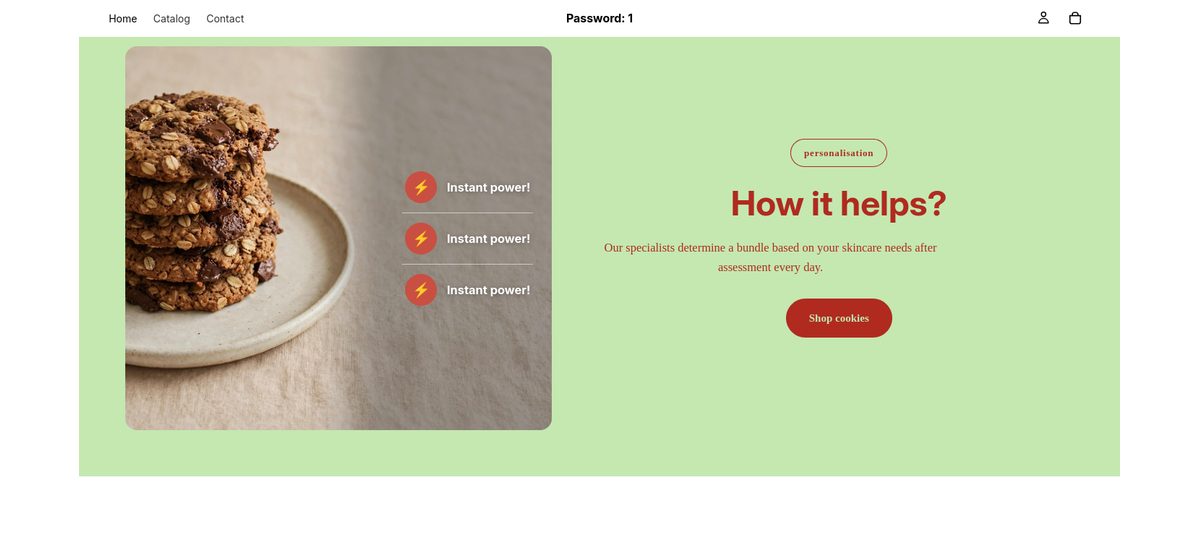 Home Catalog Contact Password: 1
⚡ Instant power!
⚡ Instant power!
⚡ Instant power!
personalisation
How it helps?
Our specialists determine a bundle based on your skincare needs after
assessment every day.
Shop cookies